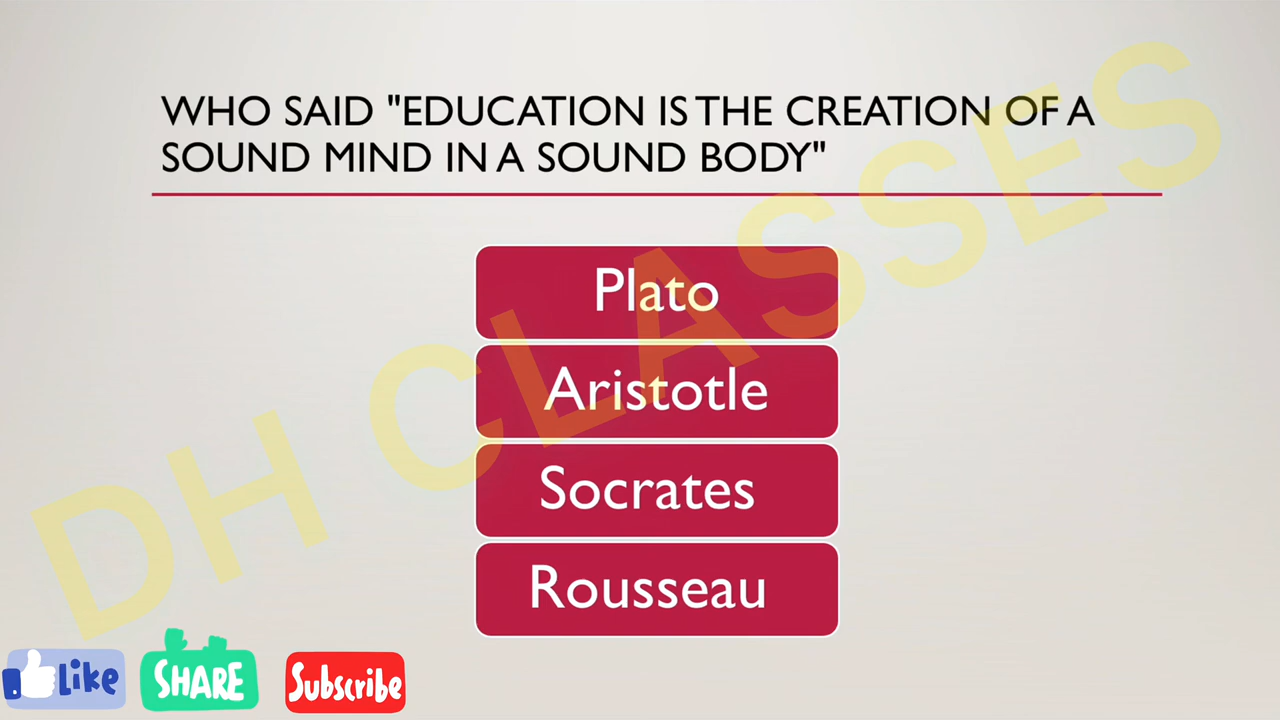 WHO SAID "EDUCATION IS THE CREATION OF A
SOUND MIND IN A SOUND BODY"
Plato
Aristotle
Socrates
Rousseau
DH CLASSES
Like
SHARE
Subscribe